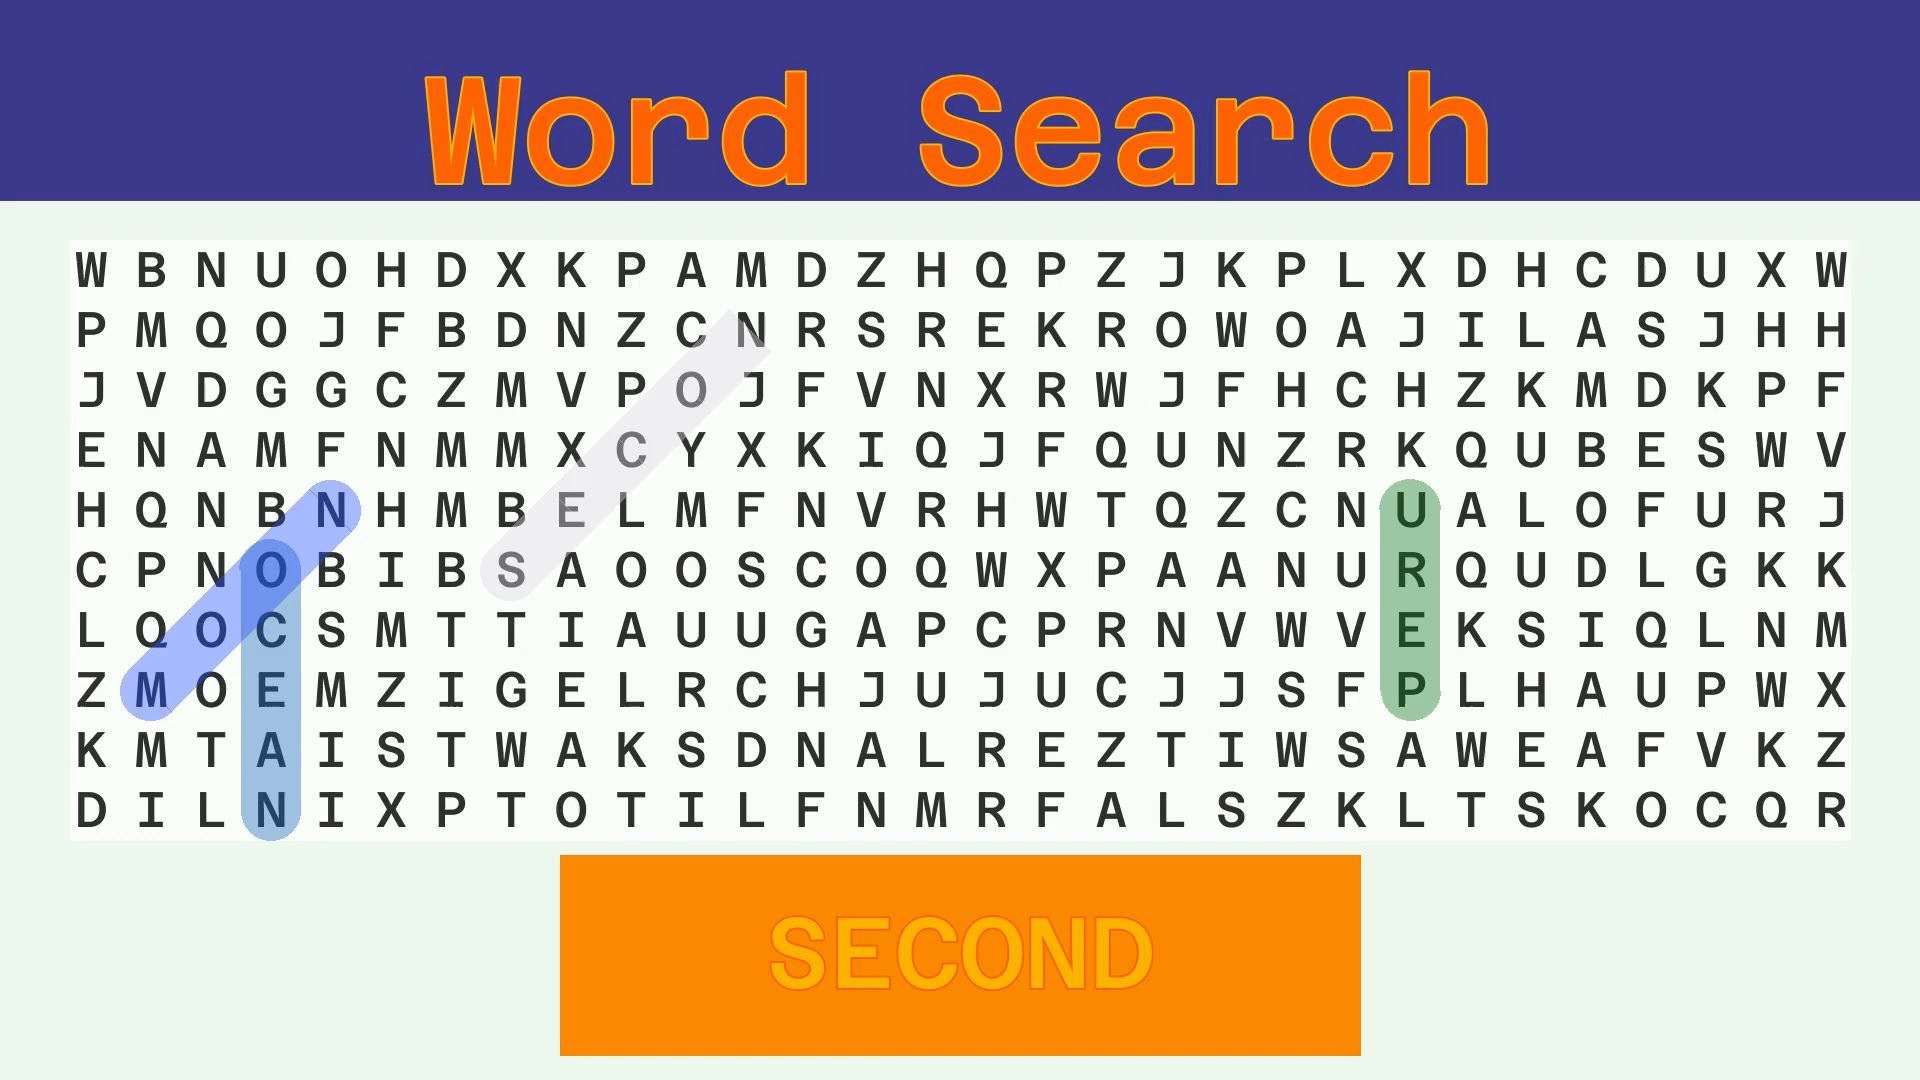 Word Search
W B N U O H D X K P A M D Z H Q P Z J K P L X D H C D U X W
P M Q O J F B D N Z C N R S R E K R O W O A J I L A S J H H
J V D G G C Z M V P O J F V N X R W J F H C H Z K M D K P F
E N A M F N M M X C Y X K I Q J F Q U N Z R K Q U B E S W V
H Q N B N H M B E L M F N V R H W T Q Z C N U A L O F U R J
C P N O B I B S A O O S C O Q W X P A A N U R Q U D L G K K
L Q O C S M T T I A U U G A P C P R N V W V E K S I Q L N M
Z M O E M Z I G E L R C H J U J U C J J S F P L H A U P W X
K M T A I S T W A K S D N A L R E Z T I W S A W E A F V K Z
D I L N I X P T O T I L F N M R F A L S Z K L T S K O C Q R
SECOND